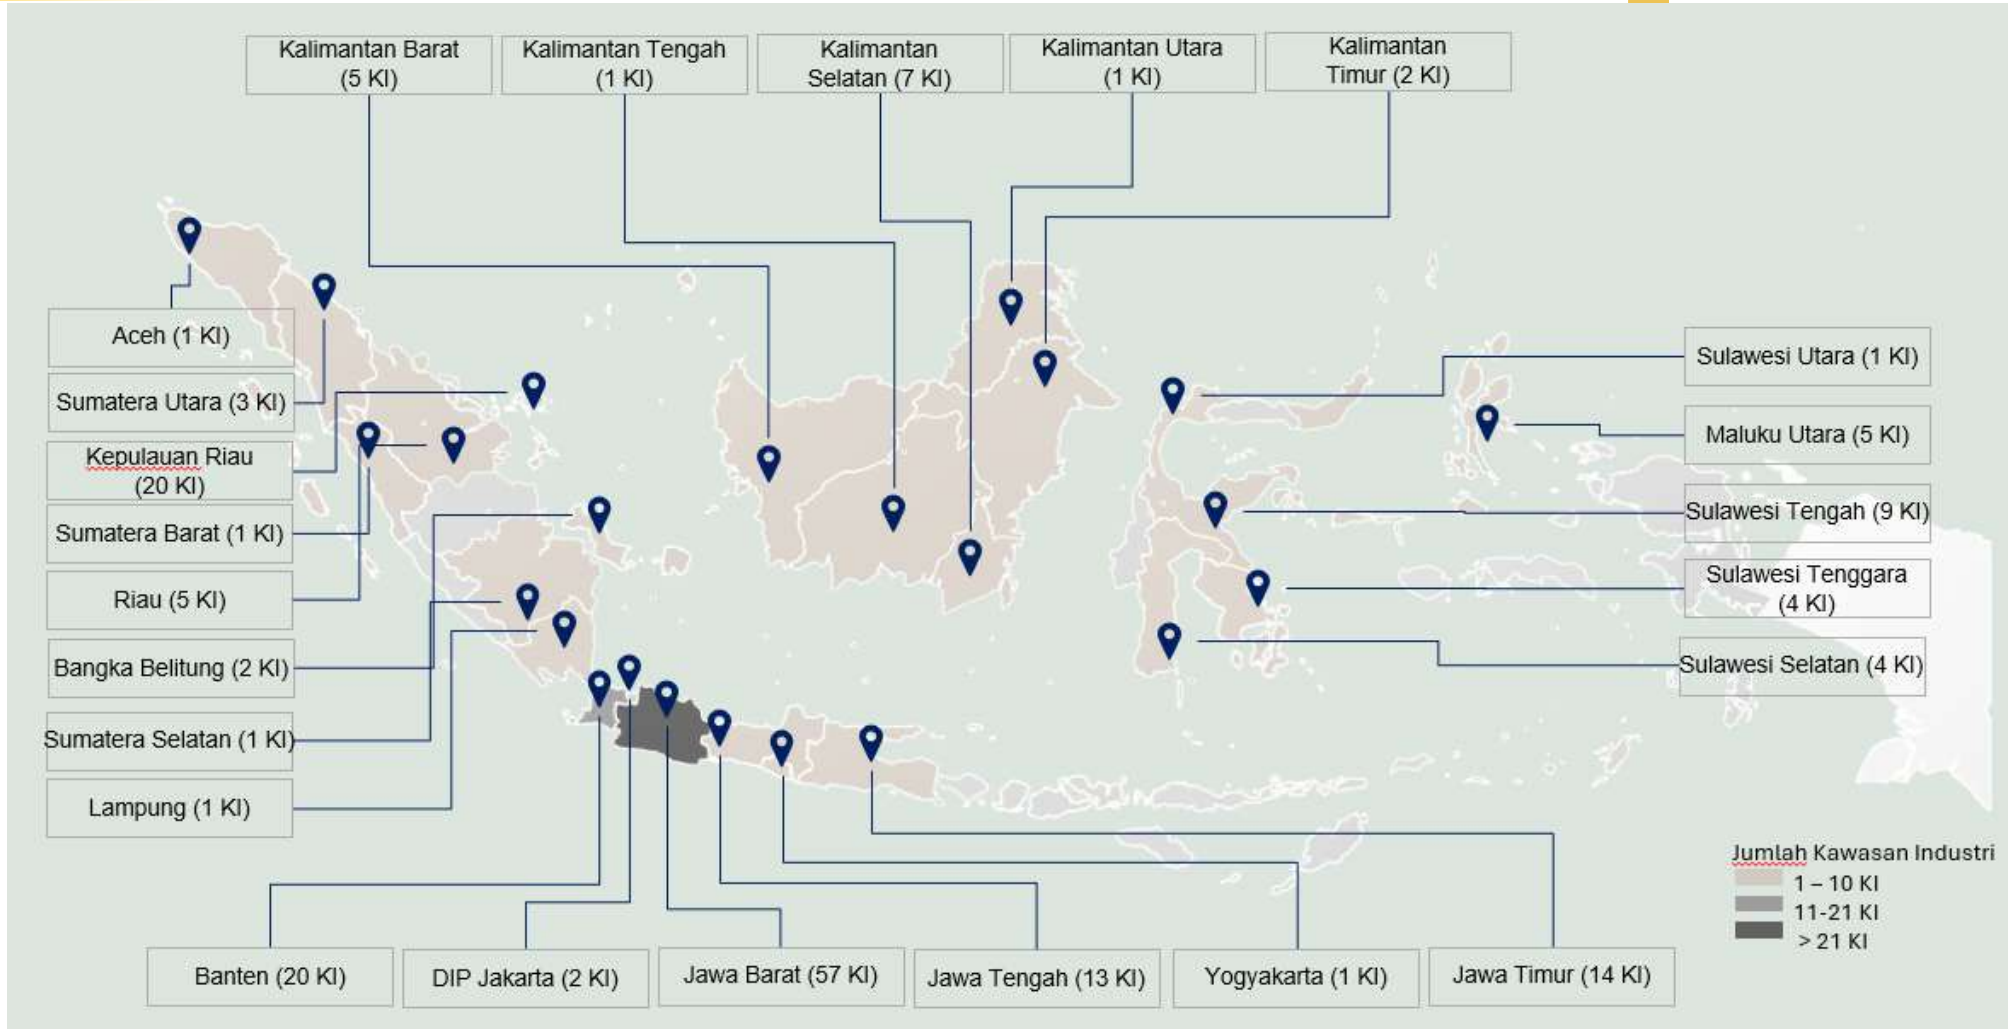 Kalimantan Barat
(5 KI)
Kalimantan Tengah
(1 KI)
Kalimantan
Selatan (7 KI)
Kalimantan Utara
(1 KI)
Kalimantan
Timur (2 KI)
Aceh (1 KI)
Sumatera Utara (3 KI)
Kepulauan Riau
(20 KI)
Sumatera Barat (1 KI)
Riau (5 KI)
Bangka Belitung (2 KI)
Sumatera Selatan (1 KI)
Lampung (1 KI)
Sulawesi Utara (1 KI)
Maluku Utara (5 KI)
Sulawesi Tengah (9 KI)
Sulawesi Tenggara
(4 KI)
Sulawesi Selatan (4 KI)
Jumlah Kawasan Industri
1 – 10 KI
11-21 KI
> 21 KI
Banten (20 KI)
DIP Jakarta (2 KI)
Jawa Barat (57 KI)
Jawa Tengah (13 KI)
Yogyakarta (1 KI)
Jawa Timur (14 KI)